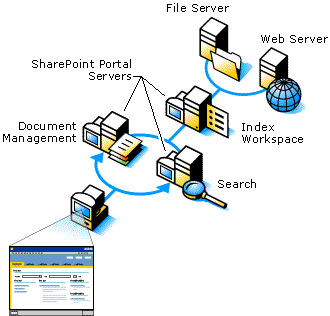 File Server
Web Server
SharePoint Portal
Servers
Document
Management
Index
Workspace
Search